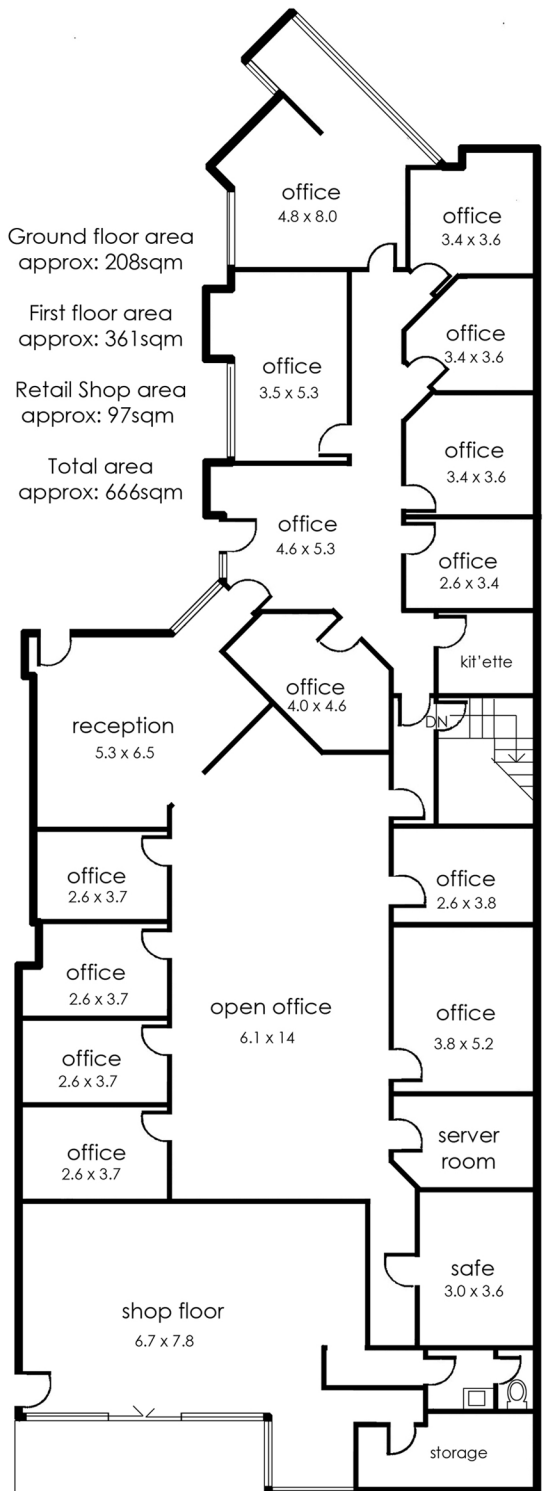 office
4.8 x 8.0
office
3.4 x 3.6
Ground floor area
approx: 208sqm
First floor area
approx: 361sqm
Retail Shop area
approx: 97sqm
Total area
approx: 666sqm
office
3.4 x 3.6
office
3.5 x 5.3
office
3.4 x 3.6
office
4.6 x 5.3
office
2.6 x 3.4
kit'ette
office
4.0 x 4.6
reception
5.3 x 6.5
DN
office
2.6 x 3.7
office
2.6 x 3.8
office
2.6 x 3.7
open office
6.1 x 14
office
3.8 x 5.2
office
2.6 x 3.7
office
2.6 x 3.7
server
room
safe
3.0 x 3.6
shop floor
6.7 x 7.8
storage